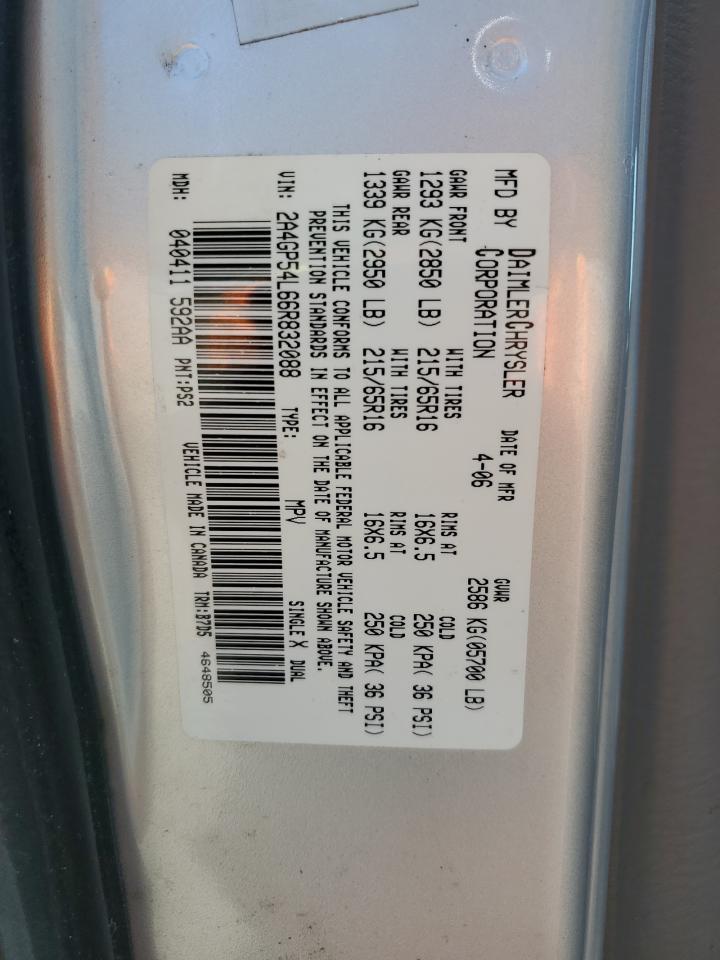 MFD BY DAIMLERCHRYSLER CORPORATION DATE OF MFR 4-06 GVWR 2586 KG(05700 LB)
GAWR FRONT WITH TIRES RIMS AT COLD
1293 KG(2850 LB) 215/65R16 16X6.5 250 KPA( 36 PSI)
GAWR REAR WITH TIRES RIMS AT COLD
1339 KG(2950 LB) 215/65R16 16X6.5 250 KPA( 36 PSI)
THIS VEHICLE CONFORMS TO ALL APPLICABLE FEDERAL MOTOR VEHICLE SAFETY AND THEFT
PREVENTION STANDARDS IN EFFECT ON THE DATE OF MANUFACTURE SHOWN ABOVE.
VIN: 2A4GP54L66R832088 TYPE: MPV SINGLE X DUAL
MDH: 040411 592AA PNT:PS2 VEHICLE MADE IN CANADA TRM:B7D5 4648505